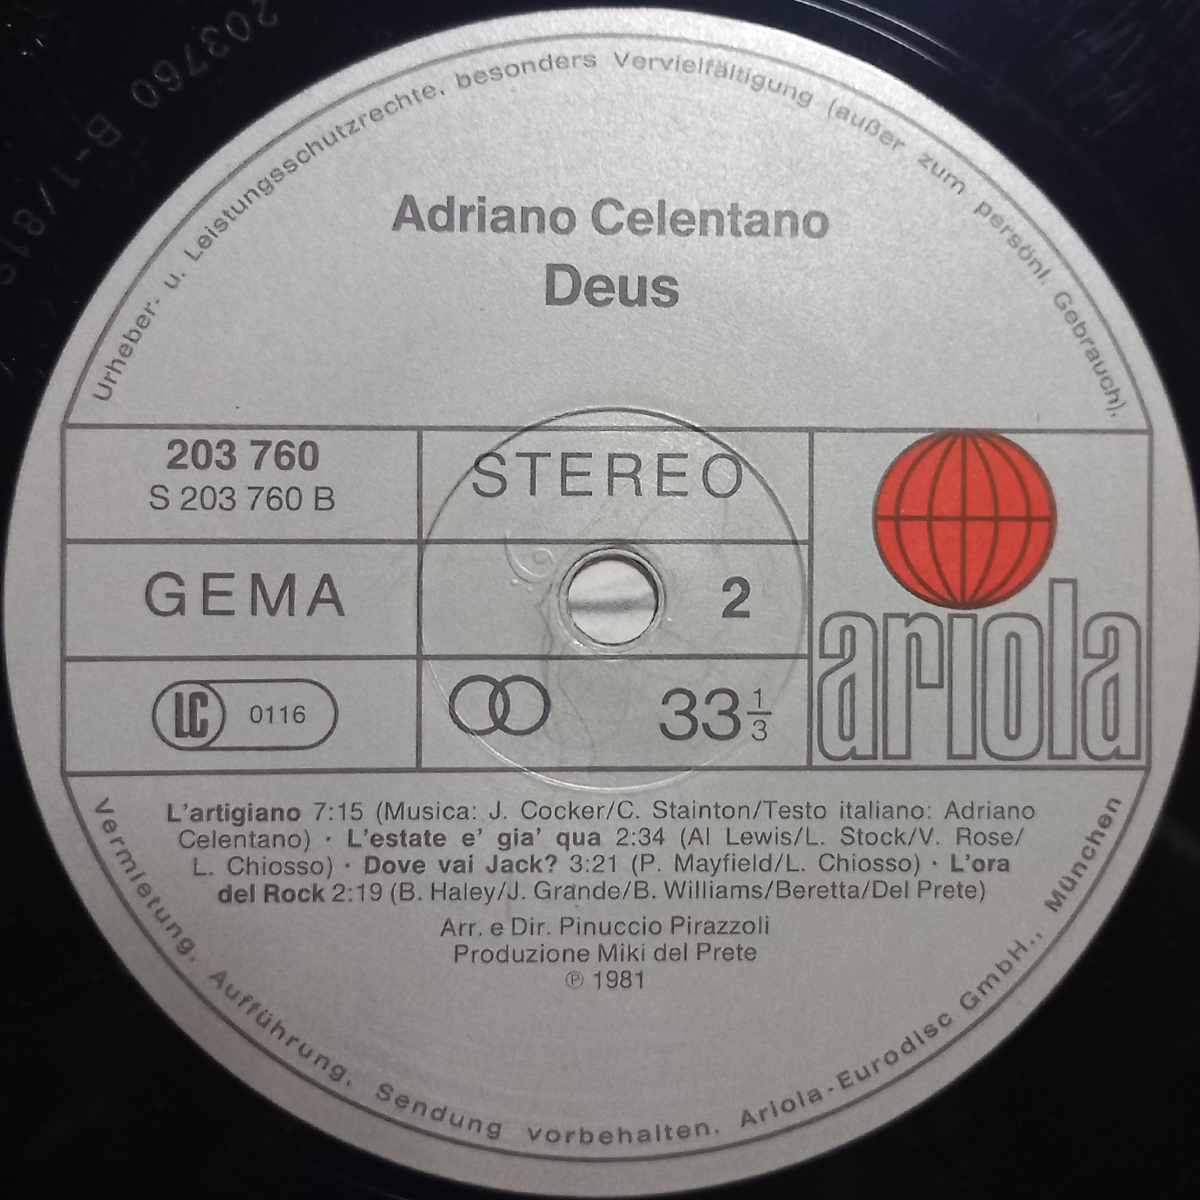 203760 B-1/81S
Urheber- u. Leistungsschutzrechte, besonders Vervielfältigung (außer zum persönl. Gebrauch),
Adriano Celentano
Deus
203 760
S 203 760 B
STEREO
GEMA
2
LC 0116
33 1/3
ariola
L'artigiano 7:15 (Musica: J. Cocker/C. Stainton/Testo italiano: Adriano
Celentano) · L'estate e' gia' qua 2:34 (Al Lewis/L. Stock/V. Rose/
L. Chiosso) · Dove vai Jack? 3:21 (P. Mayfield/L. Chiosso) · L'ora
del Rock 2:19 (B. Haley/J. Grande/B. Williams/Beretta/Del Prete)
Arr. e Dir. Pinuccio Pirazzoli
Produzione Miki del Prete
℗ 1981
Vermietung, Aufführung, Sendung vorbehalten. Ariola-Eurodisc GmbH., München